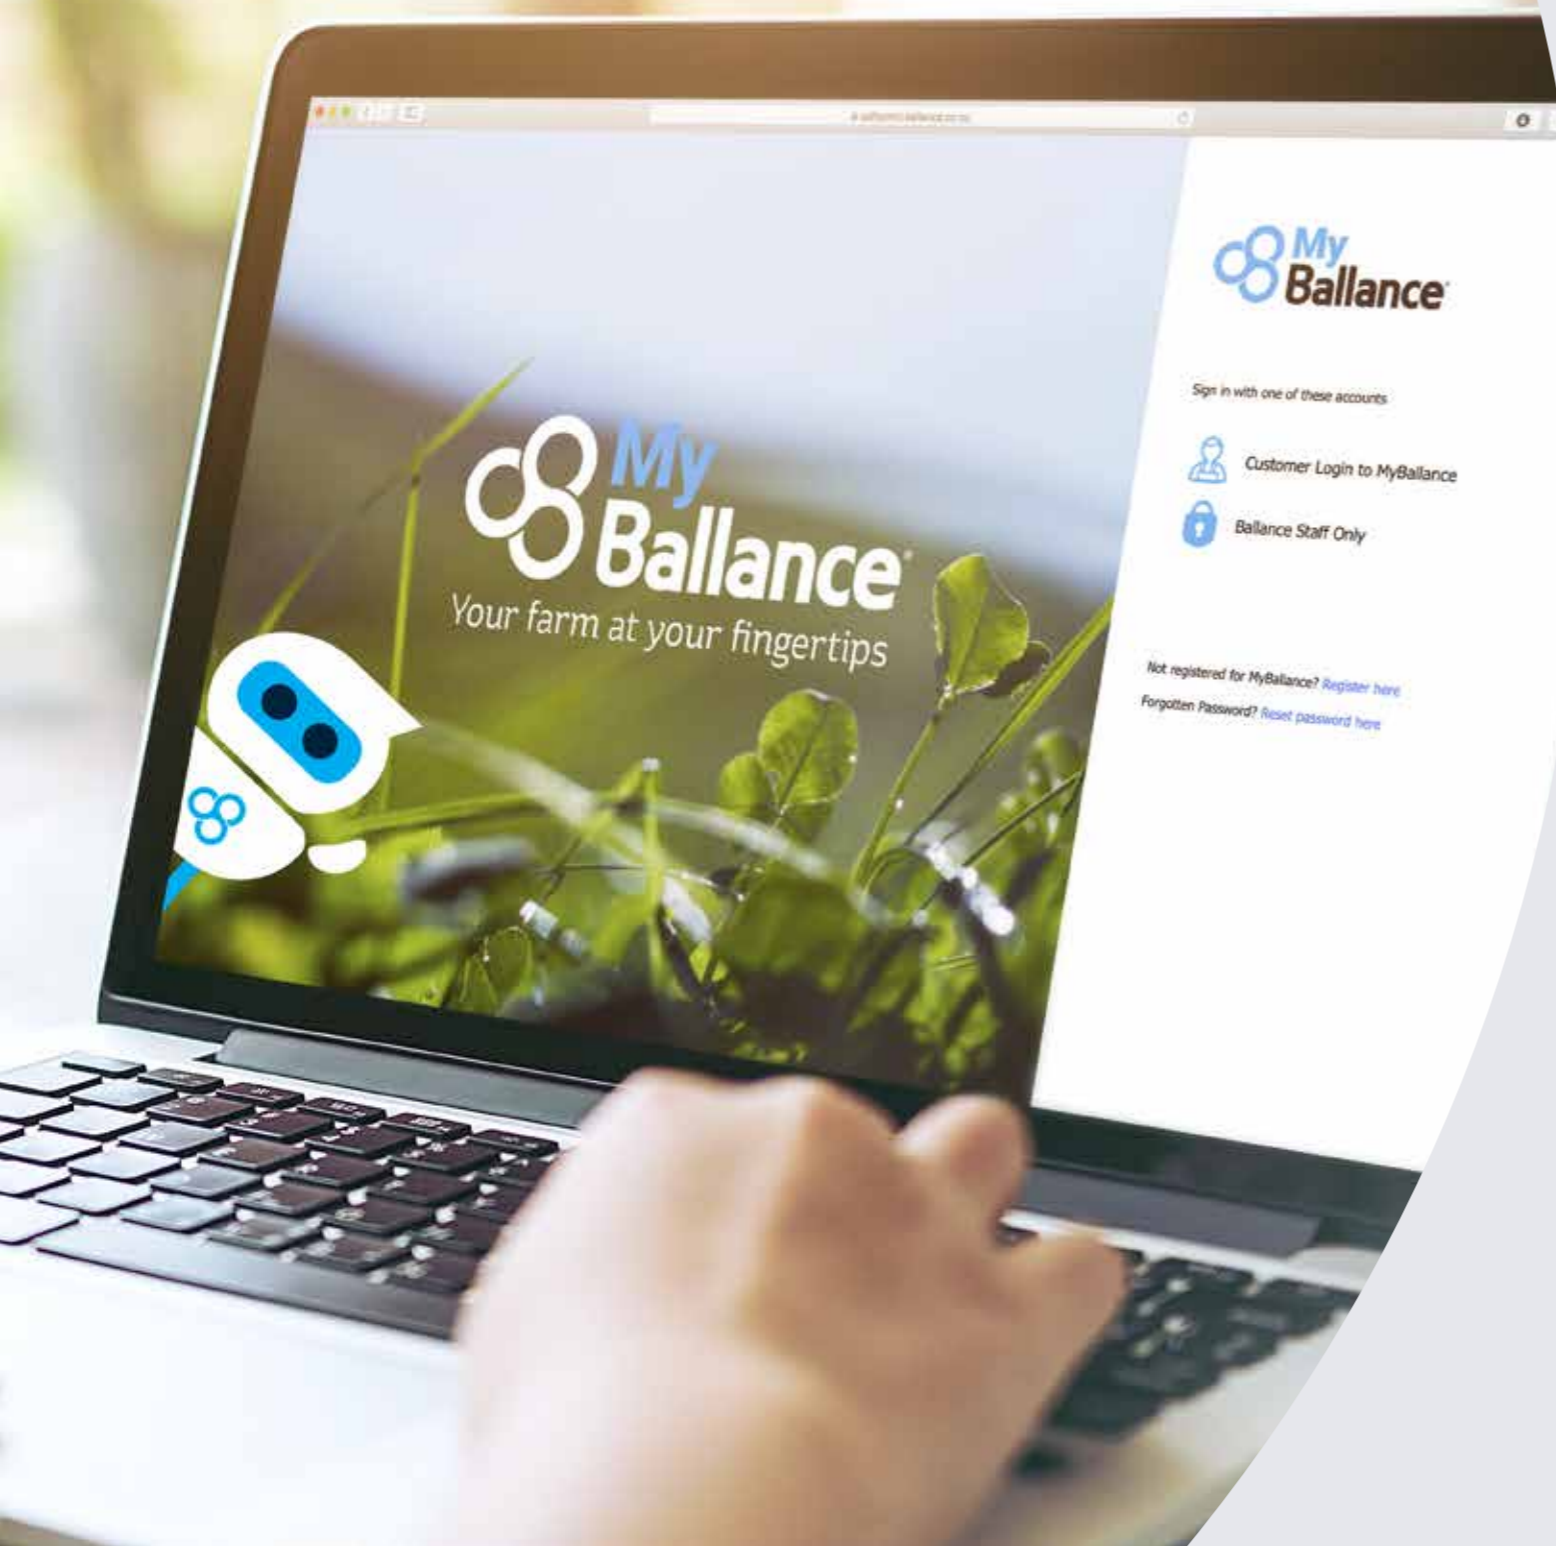 My
Ballance
Your farm at your fingertips
My
Ballance
Sign in with one of these accounts
Customer Login to MyBallance
Ballance Staff Only
Not registered for MyBallance? Register here
Forgotten Password? Reset password here